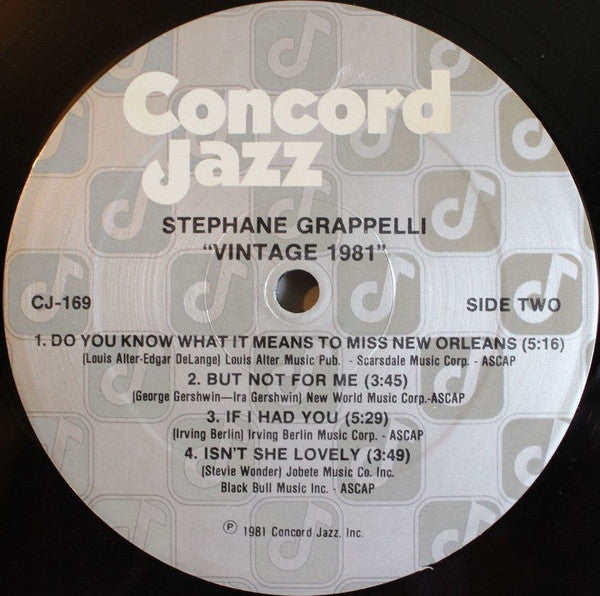 Concord
Jazz
STEPHANE GRAPPELLI
"VINTAGE 1981"
CJ-169 SIDE TWO
1. DO YOU KNOW WHAT IT MEANS TO MISS NEW ORLEANS (5:16)
(Louis Alter-Edgar DeLange) Louis Alter Music Pub. - Scarsdale Music Corp. - ASCAP
2. BUT NOT FOR ME (3:45)
(George Gershwin—Ira Gershwin) New World Music Corp.-ASCAP
3. IF I HAD YOU (5:29)
(Irving Berlin) Irving Berlin Music Corp. - ASCAP
4. ISN'T SHE LOVELY (3:49)
(Stevie Wonder) Jobete Music Co. Inc.
Black Bull Music Inc. - ASCAP
℗ 1981 Concord Jazz, Inc.